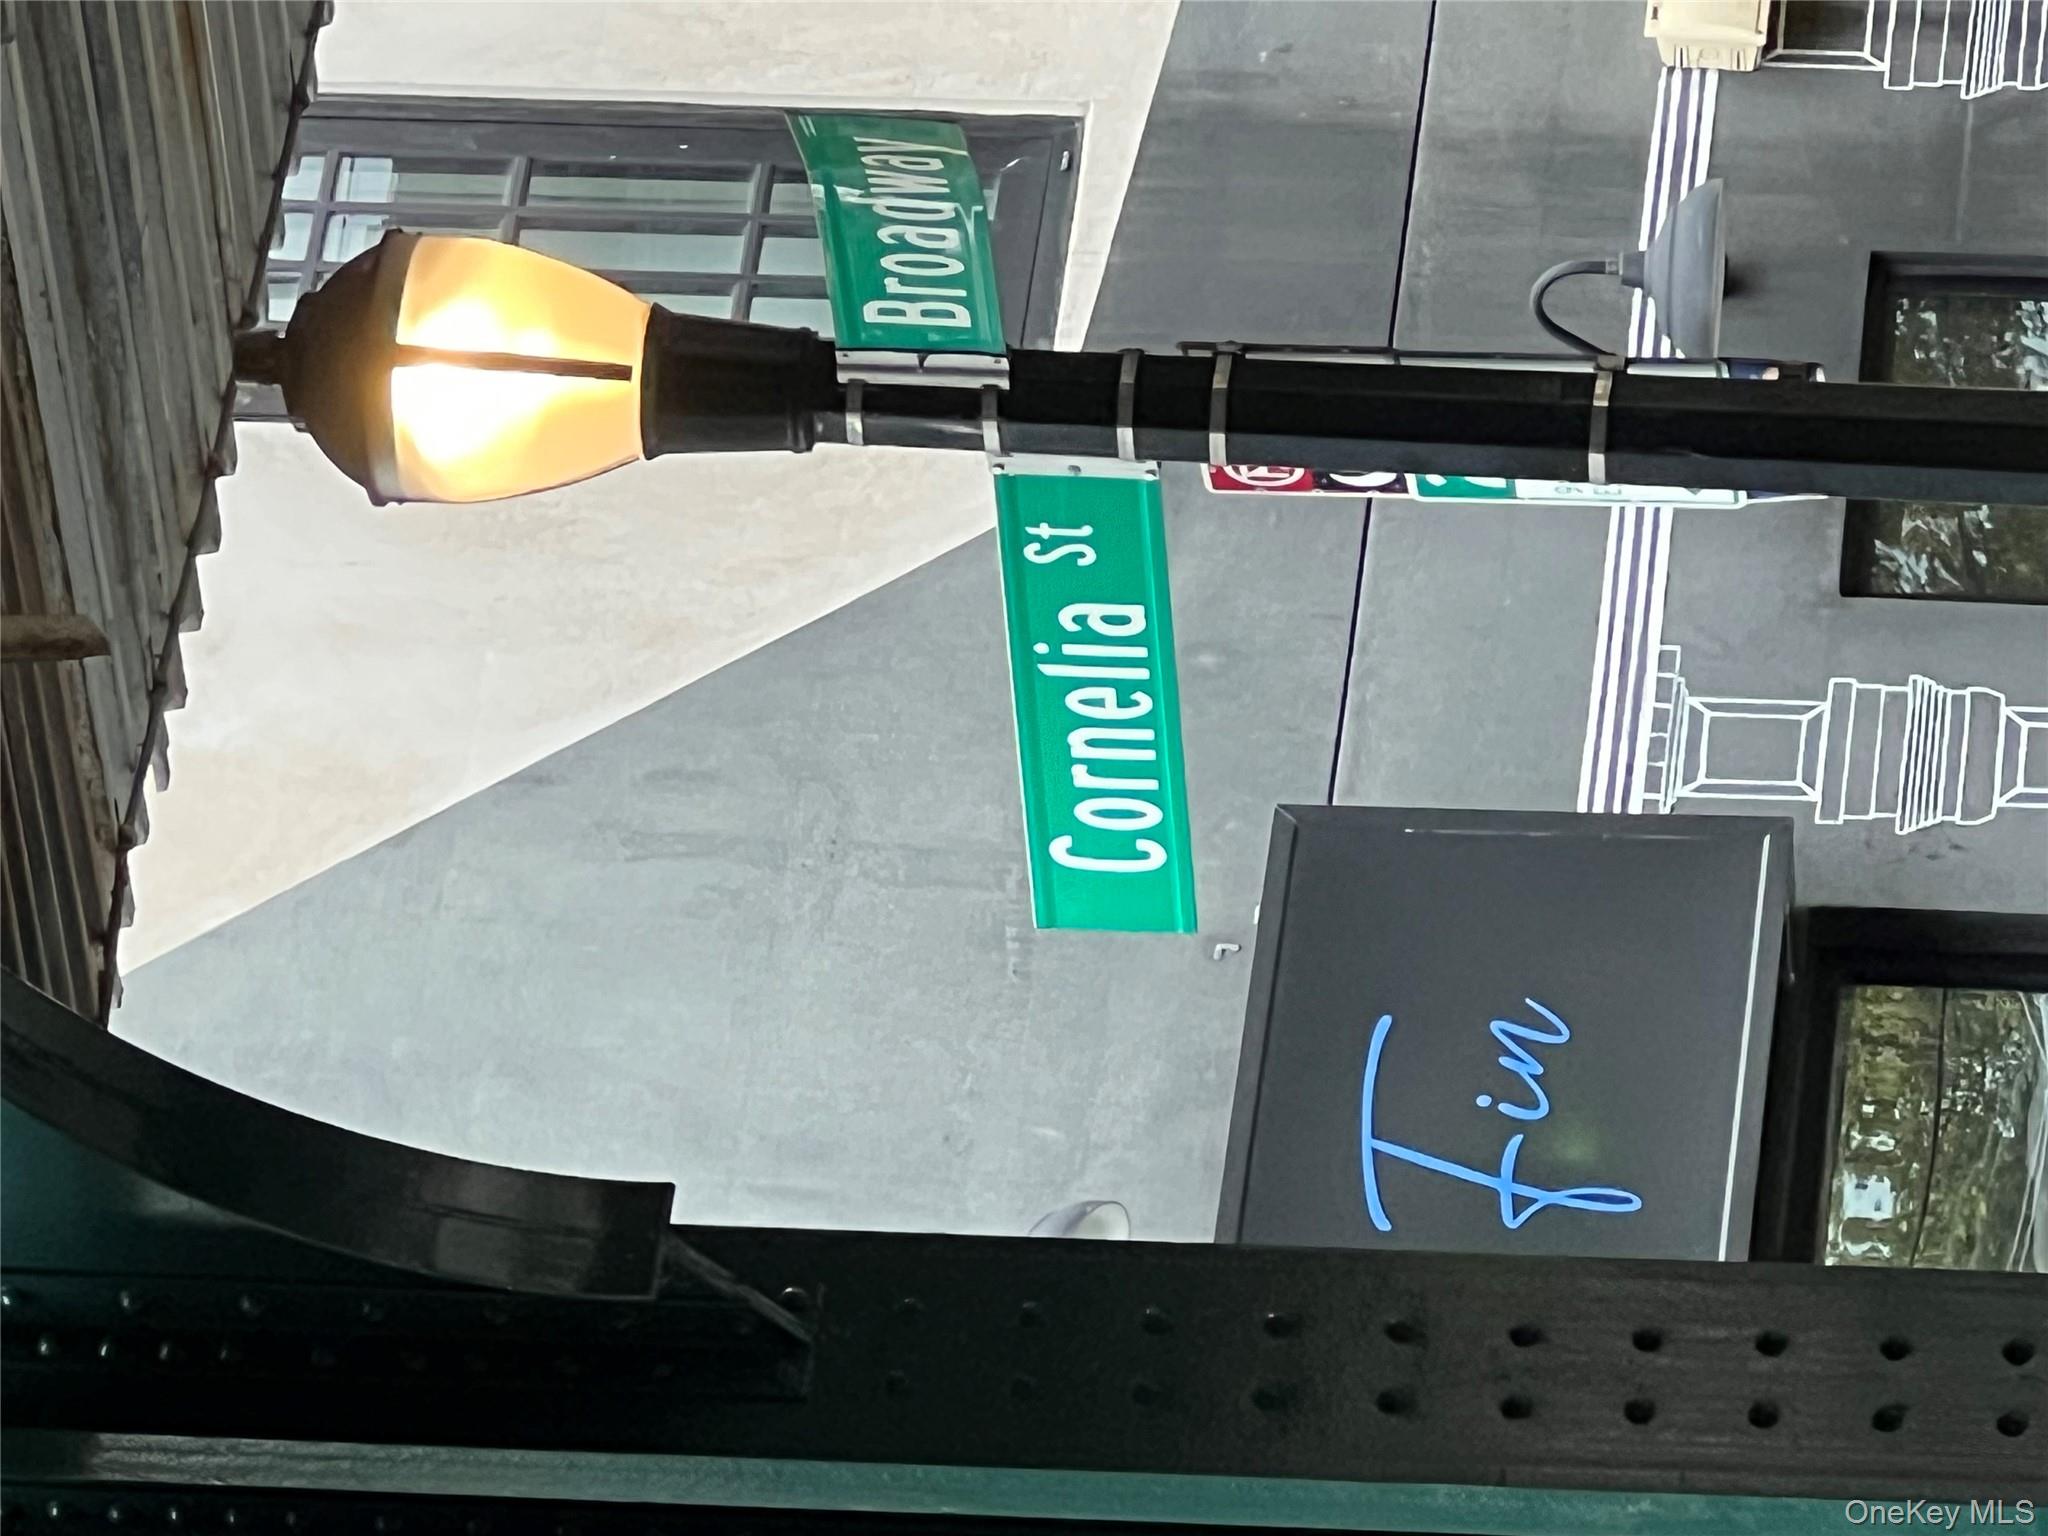 Broadway
Cornelia St
Fin
OneKey MLS